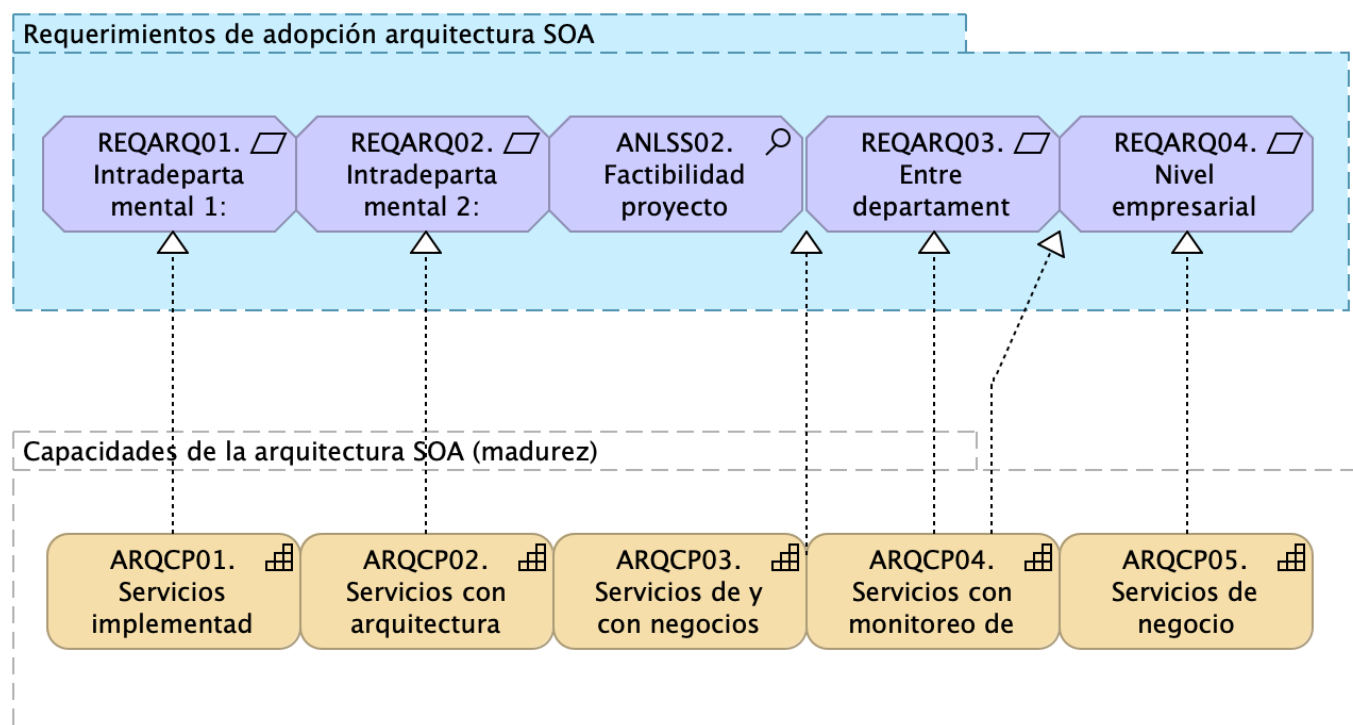 Requerimientos de adopción arquitectura SOA
REQARQ01.
Intradeparta
mental 1:
REQARQ02.
Intradeparta
mental 2:
ANLSS02.
Factibilidad
proyecto
REQARQ03.
Entre
departament
REQARQ04.
Nivel
empresarial
Capacidades de la arquitectura SOA (madurez)
ARQCP01.
Servicios
implementad
ARQCP02.
Servicios con
arquitectura
ARQCP03.
Servicios de y
con negocios
ARQCP04.
Servicios con
monitoreo de
ARQCP05.
Servicios de
negocio